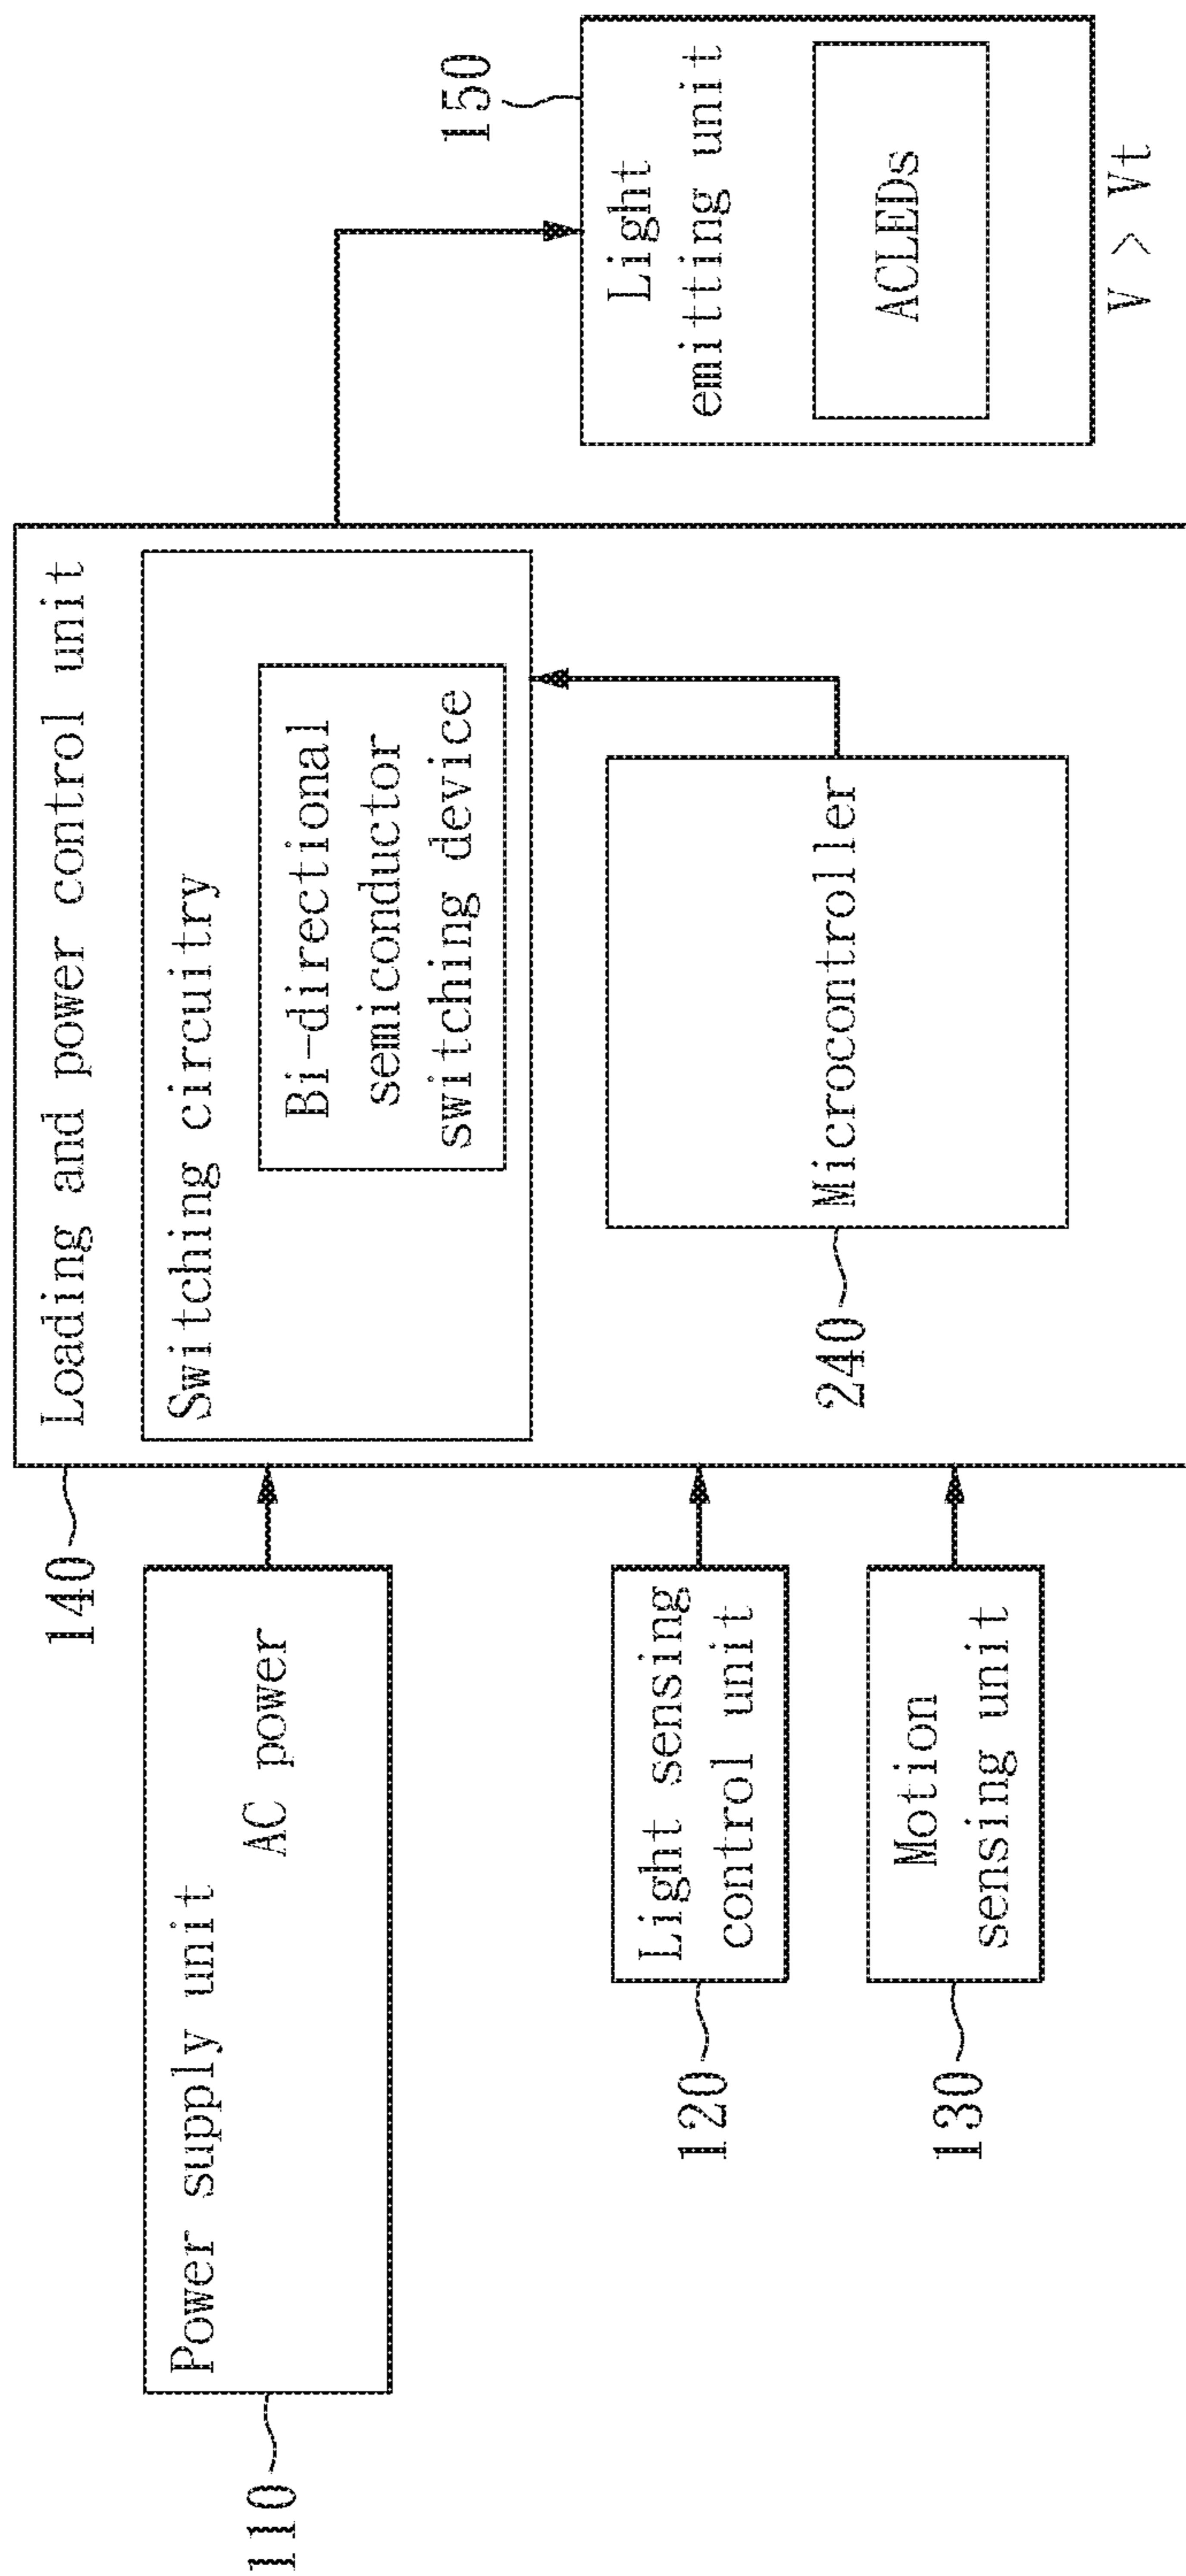 140
Loading and power control unit
110
Power supply unit
AC power
Switching circuitry
Bi-directional
semiconductor
switching device
150
Light
emitting unit
ACLEDs
V > Vt
120
Light sensing
control unit
240
Microcontroller
130
Motion
sensing unit